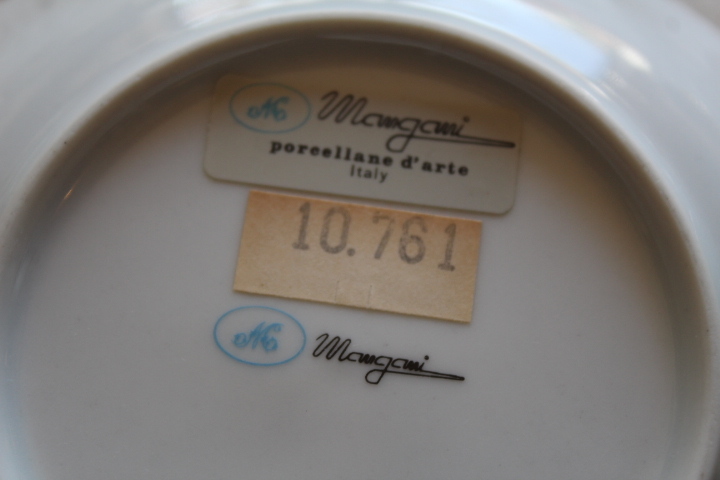 M Mangani
porcellane d'arte
Italy
10.761
M Mangani